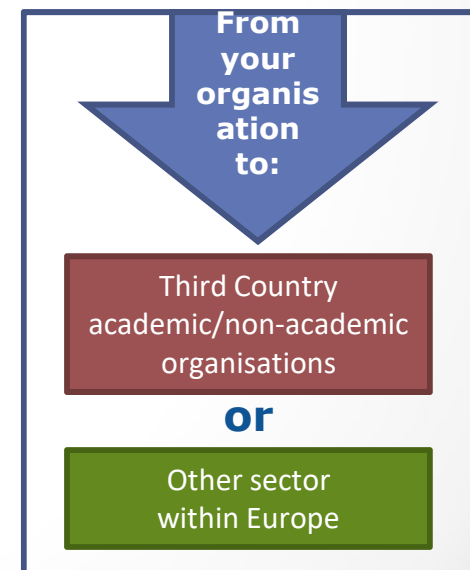 From
your
organis
ation
to:
Third Country
academic/non-academic
organisations
or
Other sector
within Europe